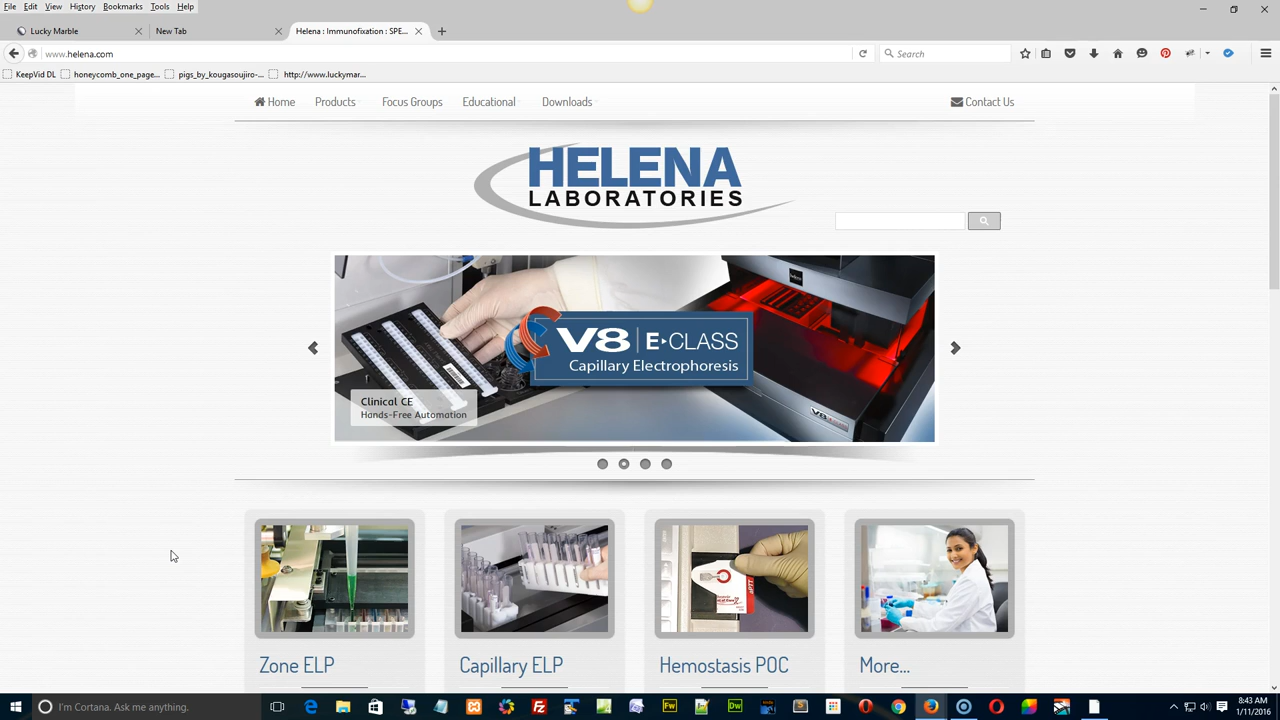 File Edit View History Bookmarks Tools Help
Lucky Marble
New Tab
Helena : Immunofixation : SPE...
www.helena.com
Search
KeepVid DL
honeycomb_one_page...
pigs_by_kougasoujiro-...
http://www.luckymar...
Home
Products
Focus Groups
Educational
Downloads
Contact Us
HELENA
LABORATORIES
V8 E-CLASS
Capillary Electrophoresis
Clinical CE
Hands-Free Automation
Zone ELP
Capillary ELP
Hemostasis POC
More...
I'm Cortana. Ask me anything.
8:43 AM
1/11/2016